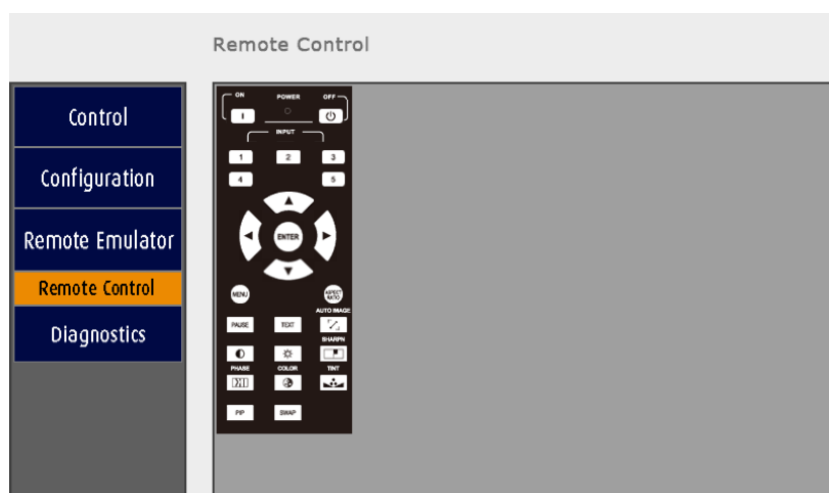 Remote Control
Control
Configuration
Remote Emulator
Remote Control
Diagnostics
ON POWER OFF
INPUT
1 2 3
4 5
ENTER
MENU ASPECT RATIO
AUTO IMAGE
PAUSE TEXT
SHARPN
PHASE COLOR TINT
PIP SWAP